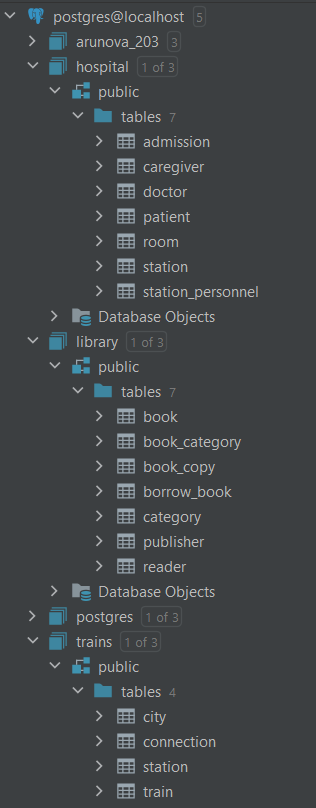 postgres@localhost 5
arunova_203 3
hospital 1 of 3
public
tables 7
admission
caregiver
doctor
patient
room
station
station_personnel
Database Objects
library 1 of 3
public
tables 7
book
book_category
book_copy
borrow_book
category
publisher
reader
Database Objects
postgres 1 of 3
trains 1 of 3
public
tables 4
city
connection
station
train